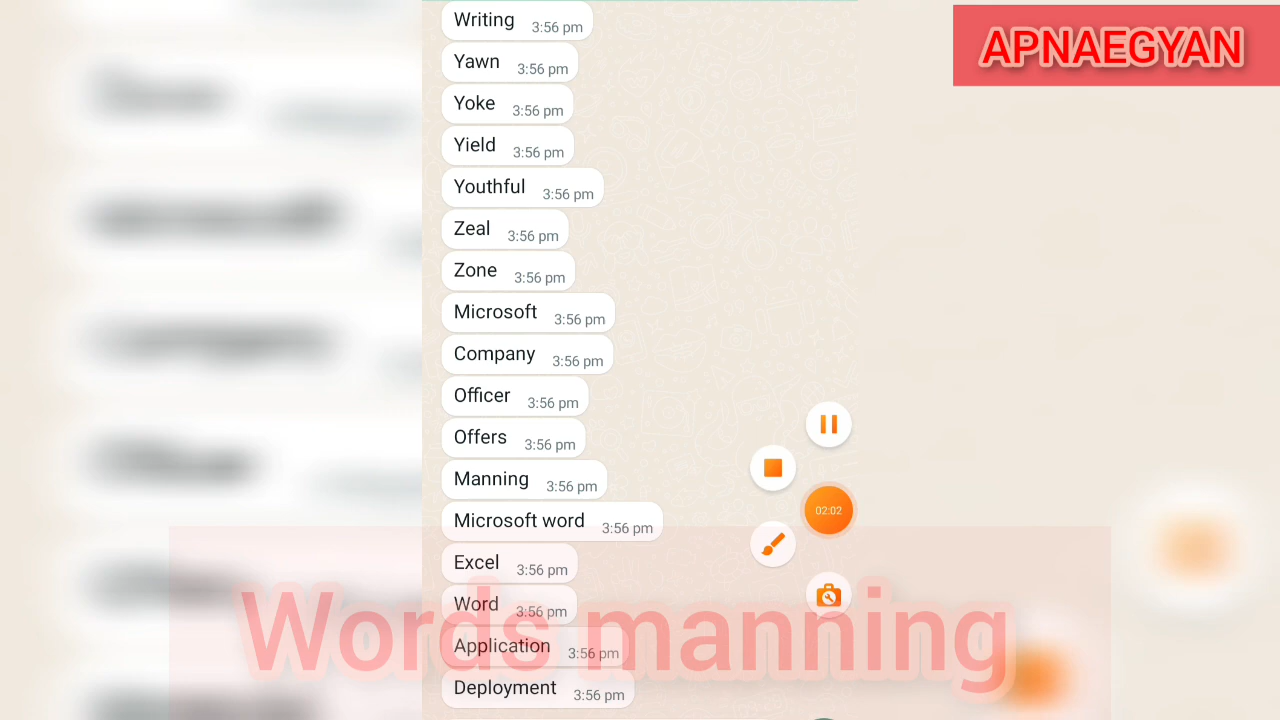 Writing 3:56 pm
APNAEGYAN
Yawn 3:56 pm
Yoke 3:56 pm
Yield 3:56 pm
Youthful 3:56 pm
Zeal 3:56 pm
Zone 3:56 pm
Microsoft 3:56 pm
Company 3:56 pm
Officer 3:56 pm
Offers 3:56 pm
Manning 3:56 pm
Microsoft word 3:56 pm
02:02
Excel 3:56 pm
Word 3:56 pm
Words manning
Application 3:56 pm
Deployment 3:56 pm